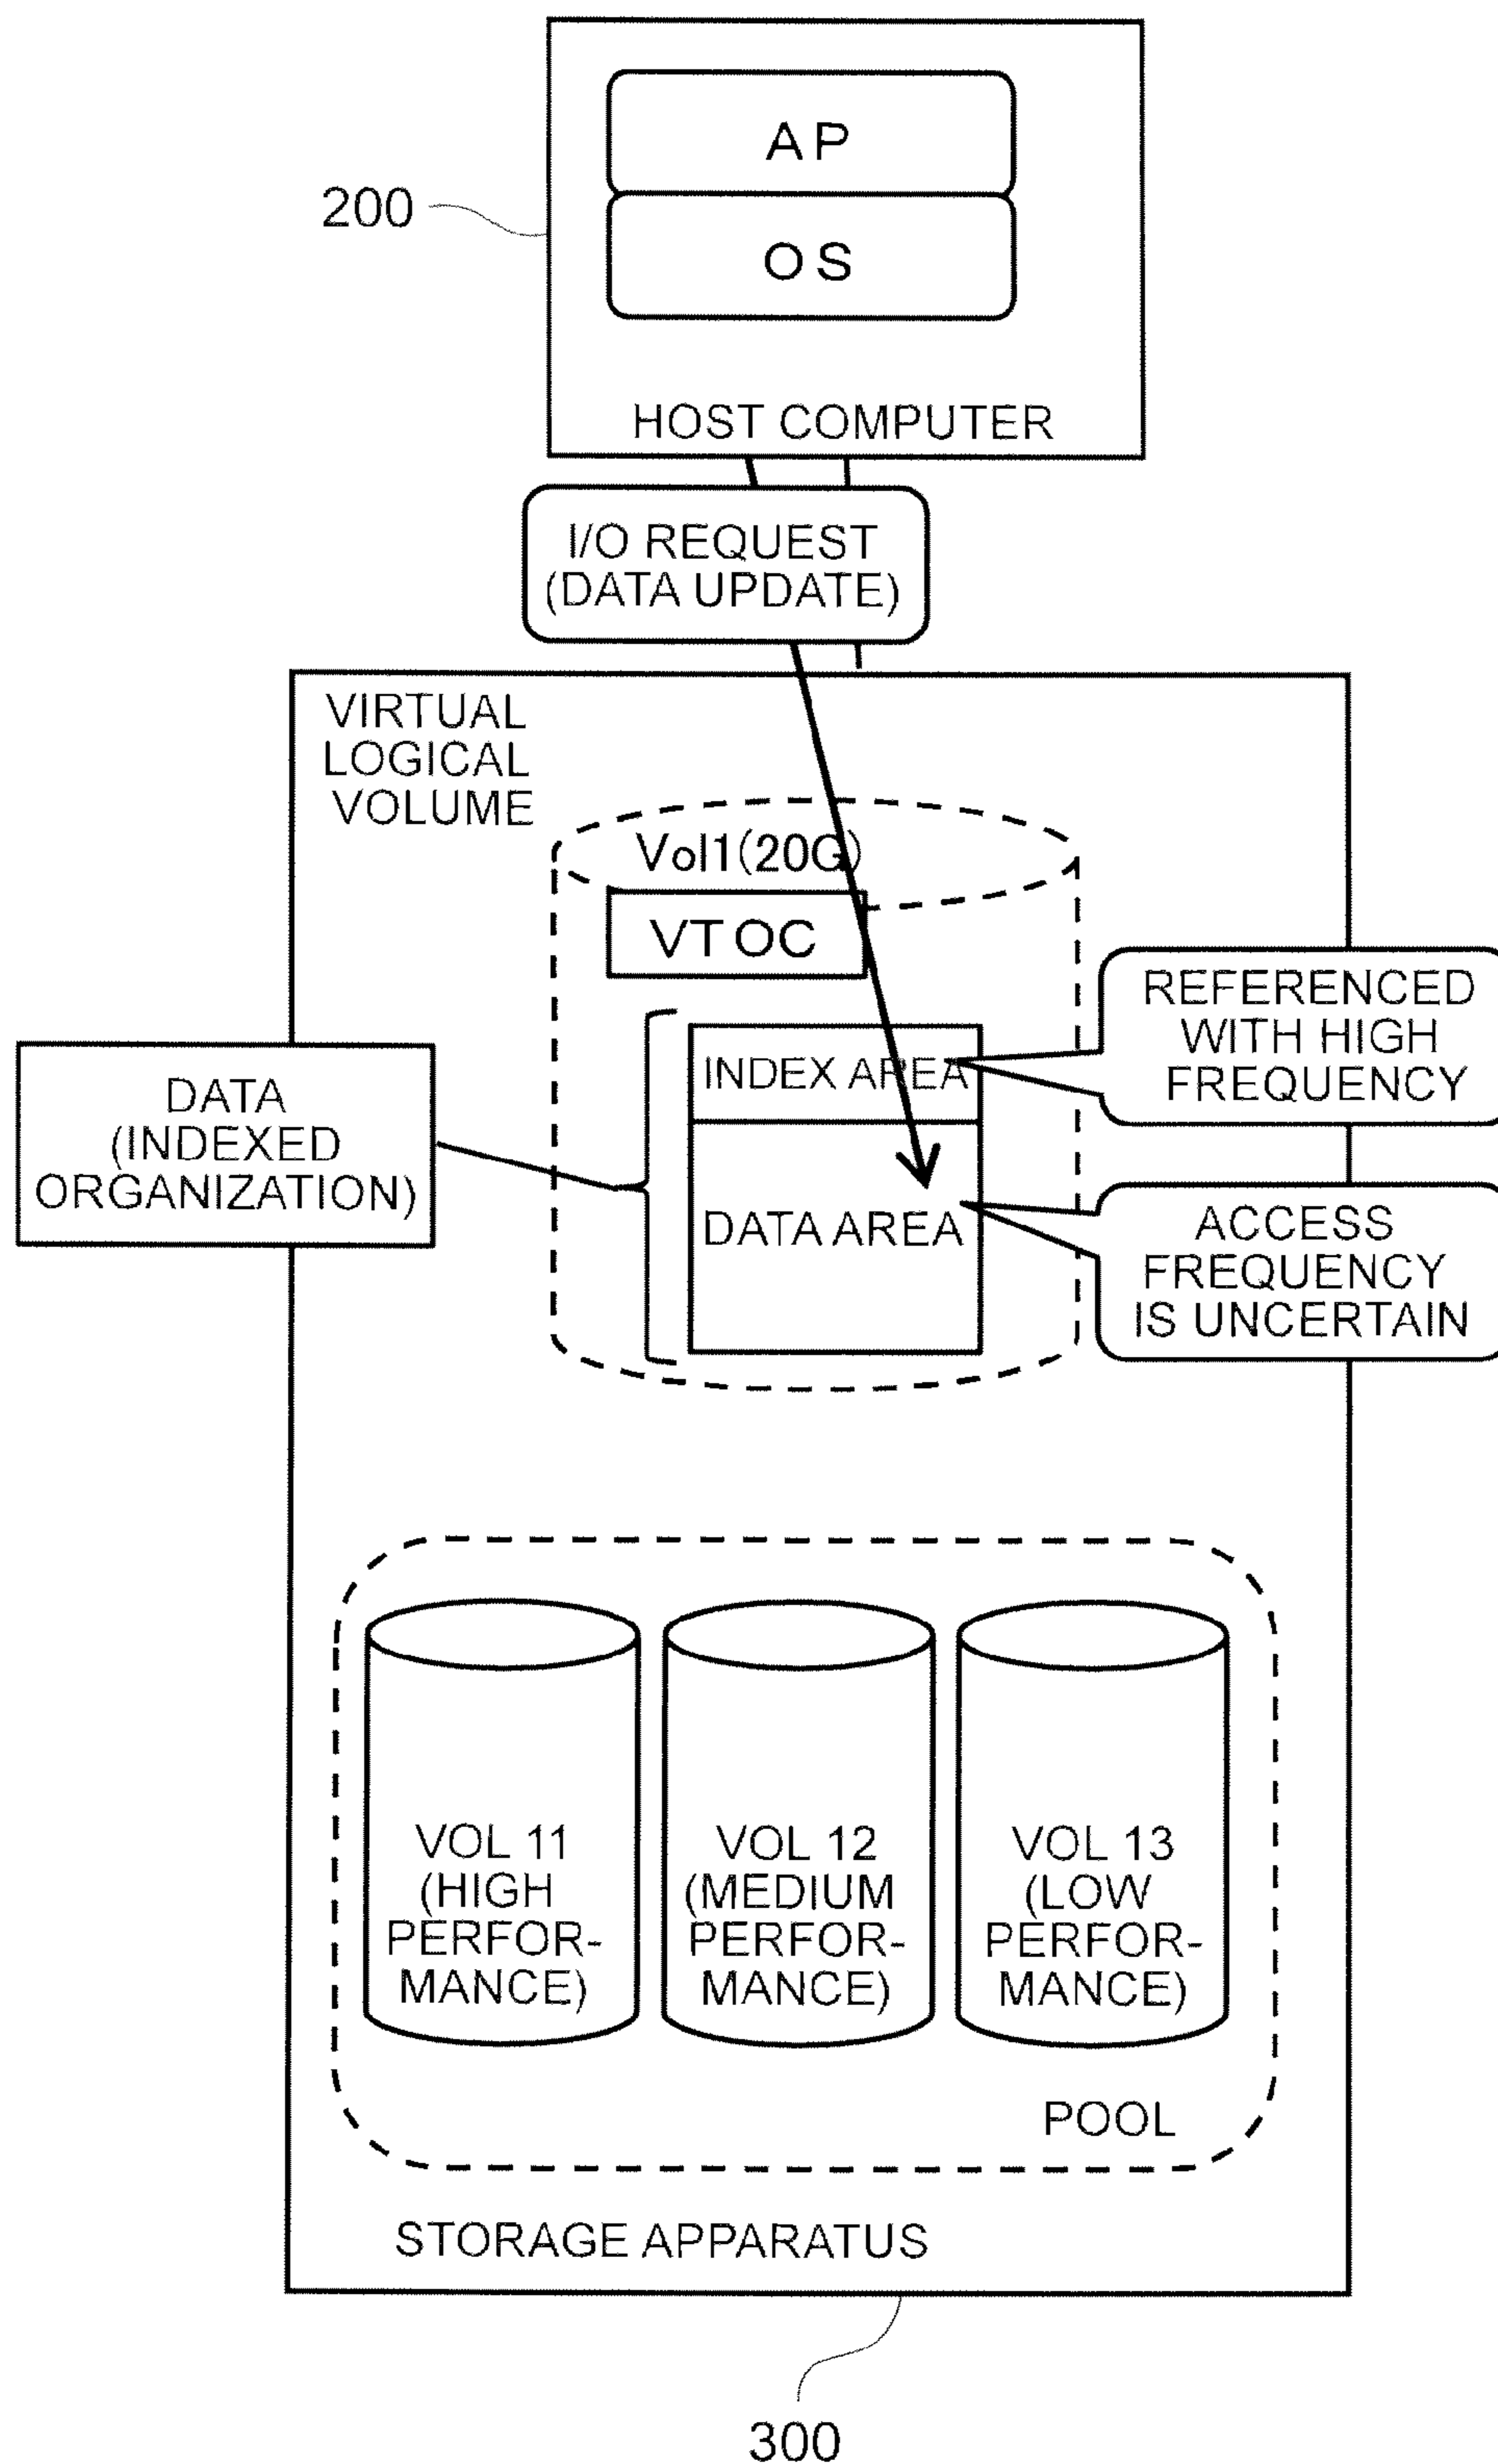 AP
200
OS
HOST COMPUTER
I/O REQUEST
(DATA UPDATE)
VIRTUAL
LOGICAL
VOLUME
Vol1(20G)
VTOC
REFERENCED
WITH HIGH
FREQUENCY
INDEX AREA
DATA
(INDEXED
ORGANIZATION)
DATA AREA
ACCESS
FREQUENCY
IS UNCERTAIN
VOL 11
(HIGH
PERFOR-
MANCE)
VOL 12
(MEDIUM
PERFOR-
MANCE)
VOL 13
(LOW
PERFOR-
MANCE)
POOL
STORAGE APPARATUS
300